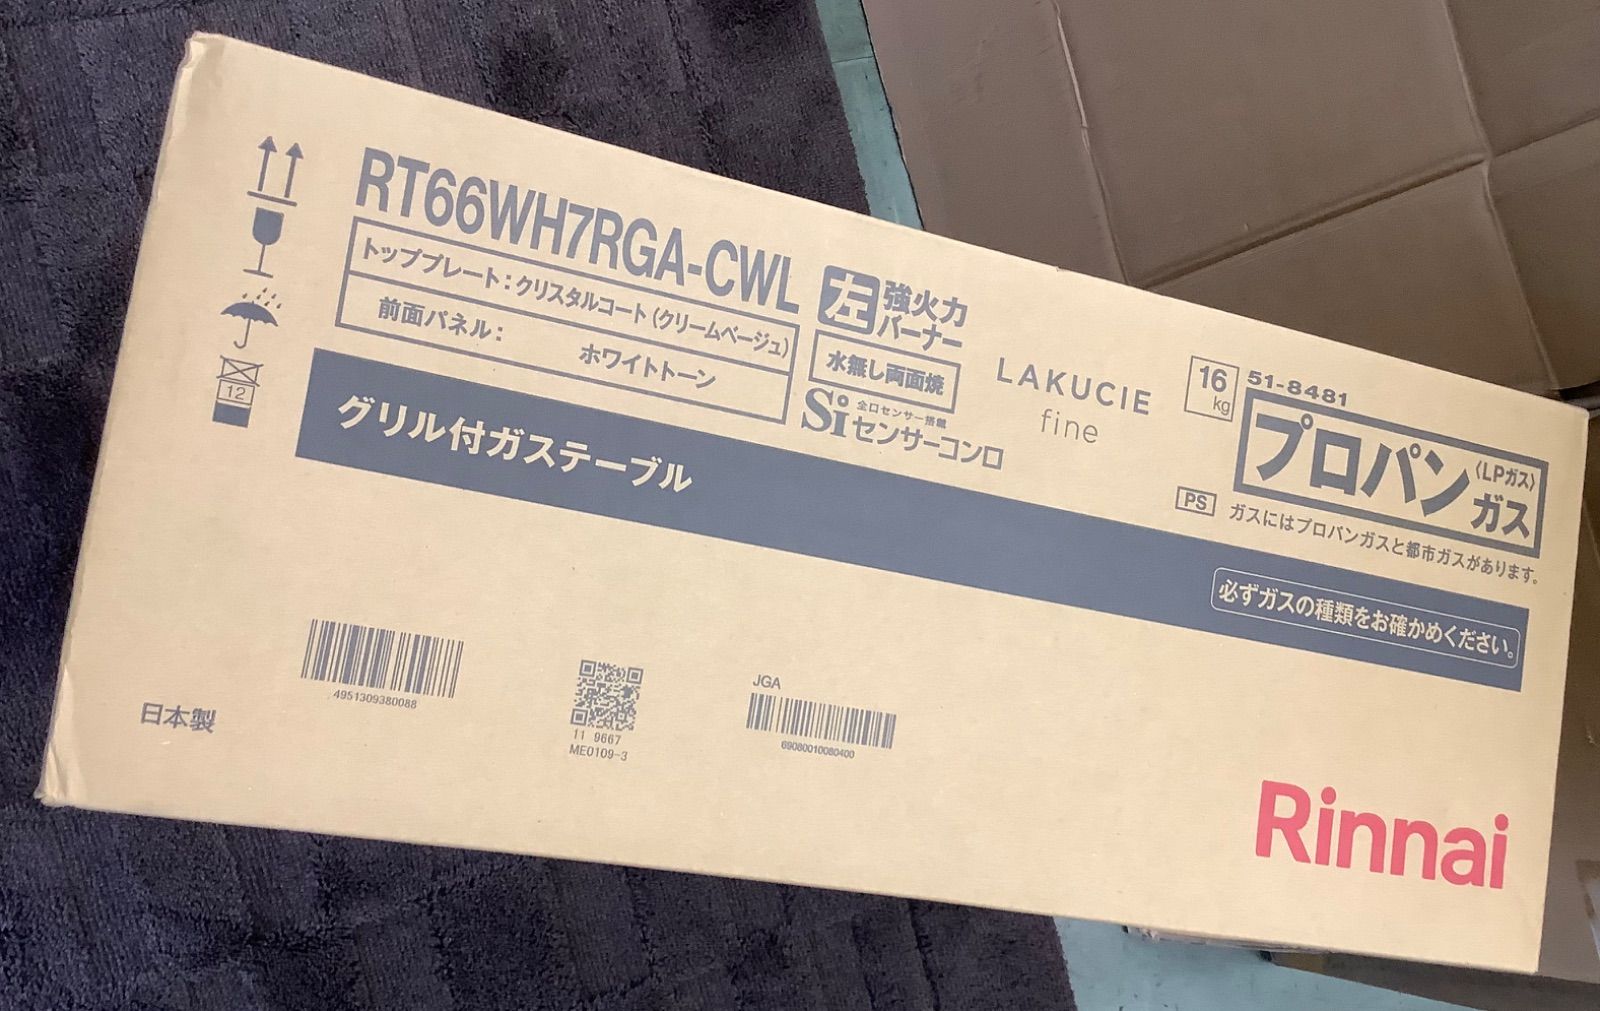 RT66WH7RGA-CWL
トッププレート:クリスタルコート(クリームベージュ)
前面パネル: ホワイトトーン
左 強火力バーナー
水無し両面焼
全口センサー搭載
Siセンサーコンロ
LAKUCIE
fine
16
kg
51-8481
プロパンガス〈LPガス〉
PS ガスにはプロパンガスと都市ガスがあります。
グリル付ガステーブル
必ずガスの種類をお確かめください。
12
4951309380088
11 9667
ME0109-3
JGA
69080010080400
日本製
Rinnai